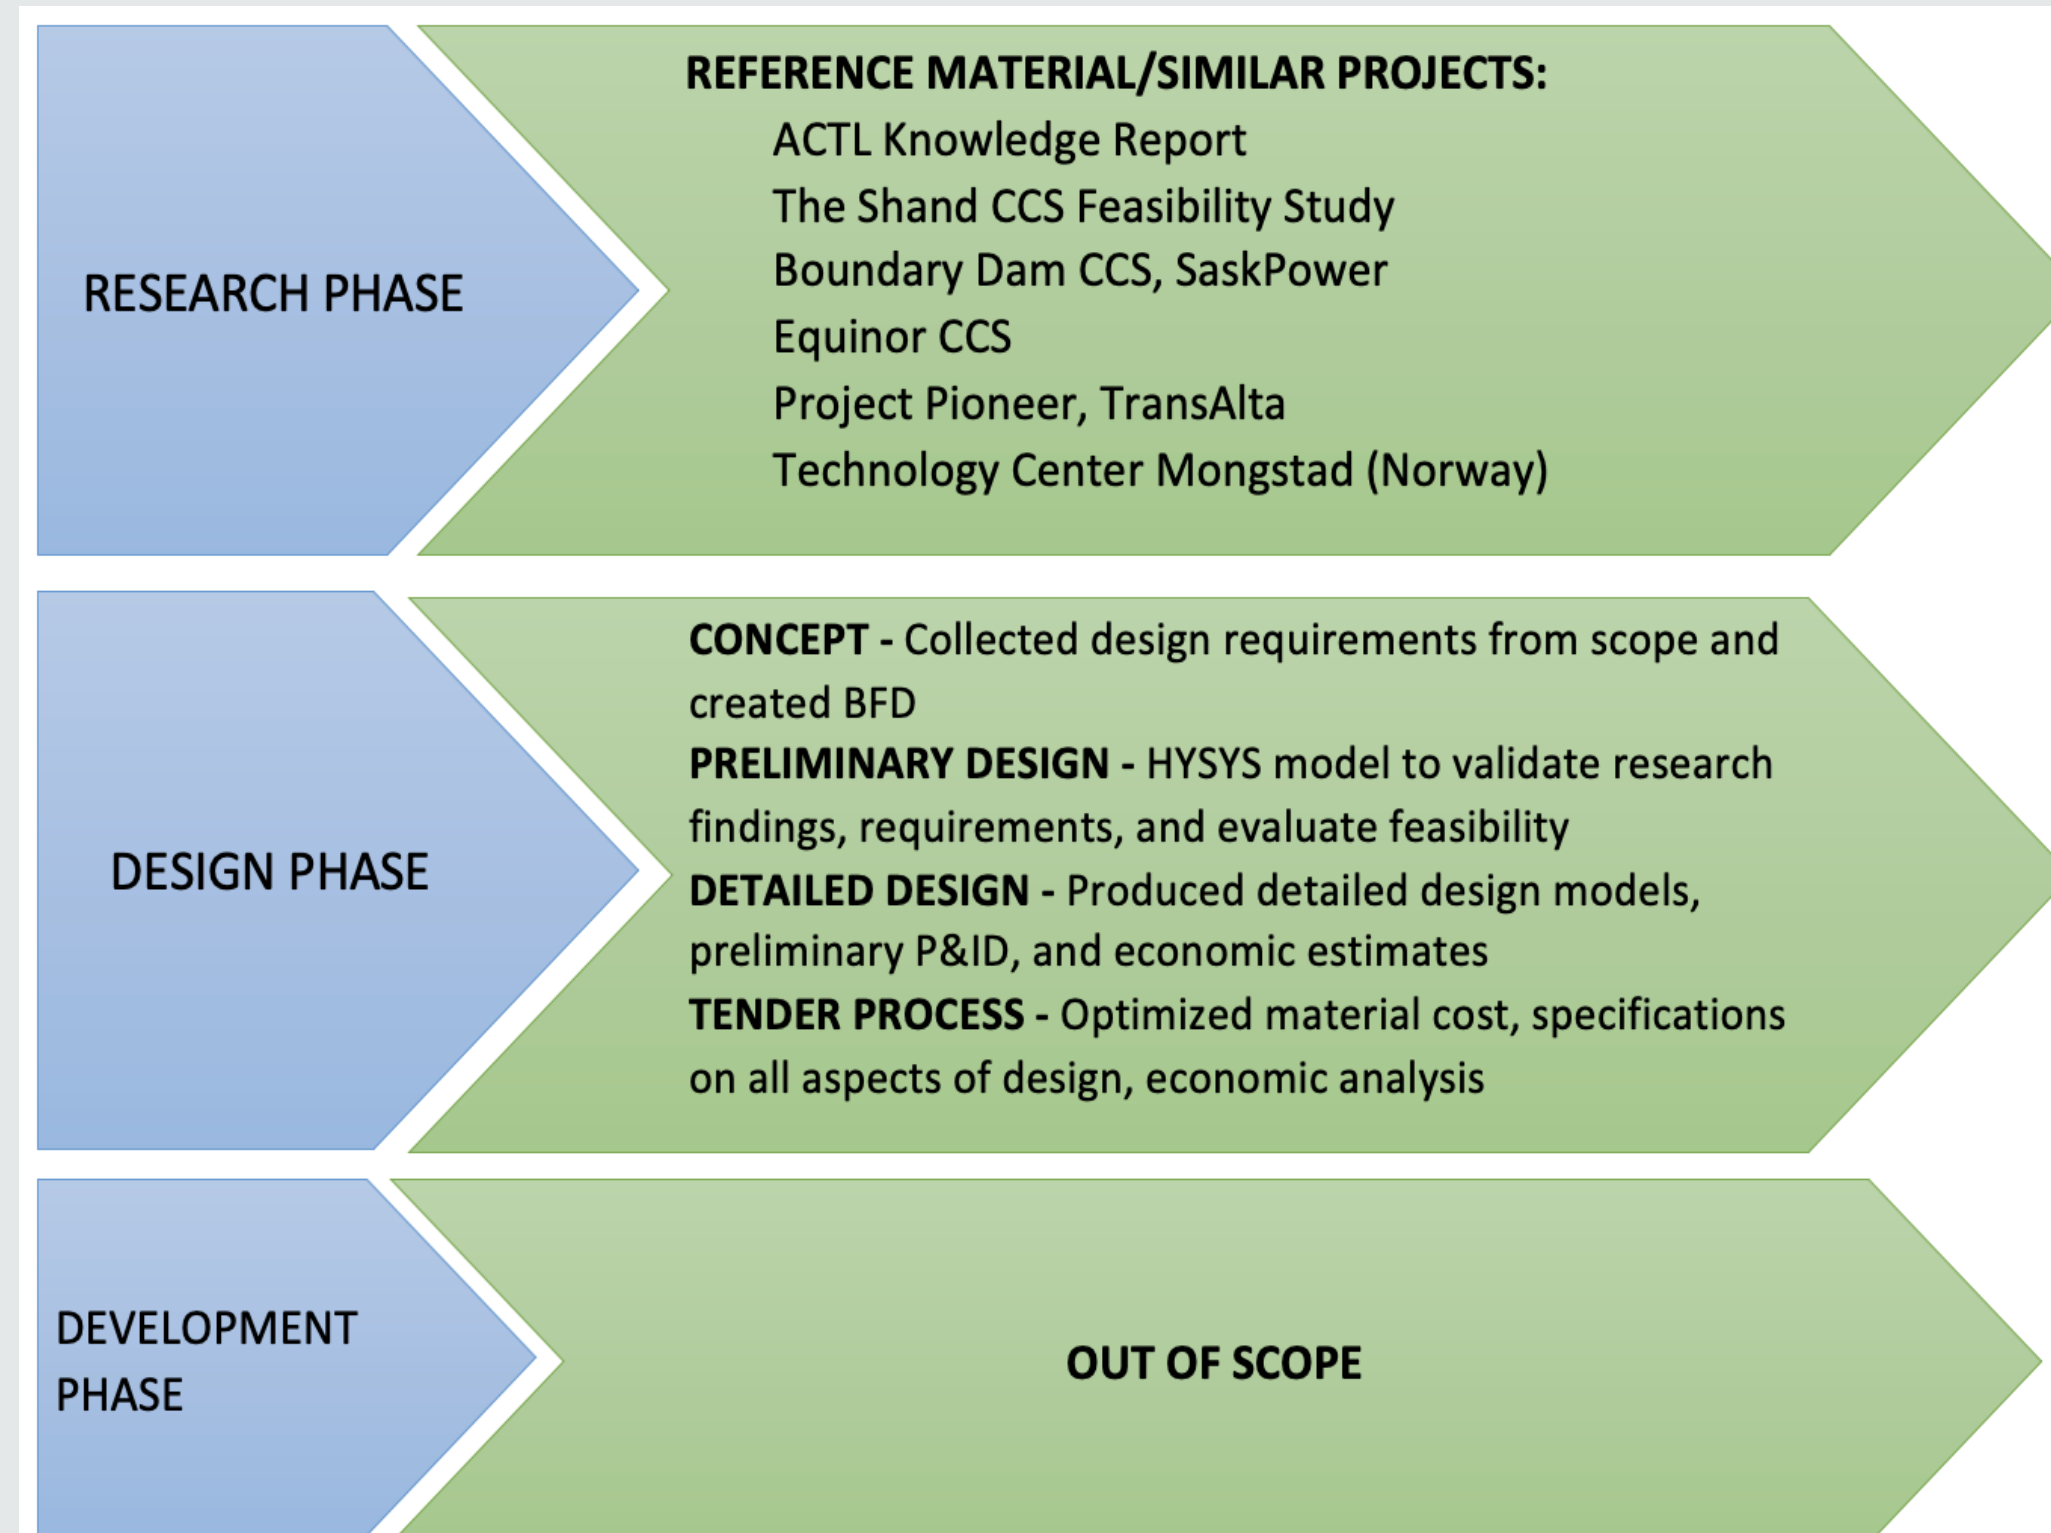 RESEARCH PHASE
REFERENCE MATERIAL/SIMILAR PROJECTS:
ACTL Knowledge Report
The Shand CCS Feasibility Study
Boundary Dam CCS, SaskPower
Equinor CCS
Project Pioneer, TransAlta
Technology Center Mongstad (Norway)
DESIGN PHASE
CONCEPT - Collected design requirements from scope and
created BFD
PRELIMINARY DESIGN - HYSYS model to validate research
findings, requirements, and evaluate feasibility
DETAILED DESIGN - Produced detailed design models,
preliminary P&ID, and economic estimates
TENDER PROCESS - Optimized material cost, specifications
on all aspects of design, economic analysis
DEVELOPMENT
PHASE
OUT OF SCOPE